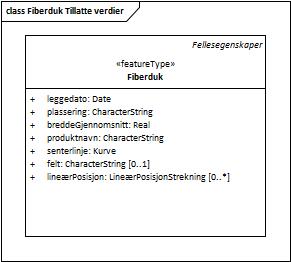 class Fiberduk Tillatte verdier
Fellesegenskaper
«featureType»
Fiberduk
+ leggedato: Date
+ plassering: CharacterString
+ breddeGjennomsnitt: Real
+ produktnavn: CharacterString
+ senterlinje: Kurve
+ felt: CharacterString [0..1]
+ lineærPosisjon: LineærPosisjonStrekning [0..*]